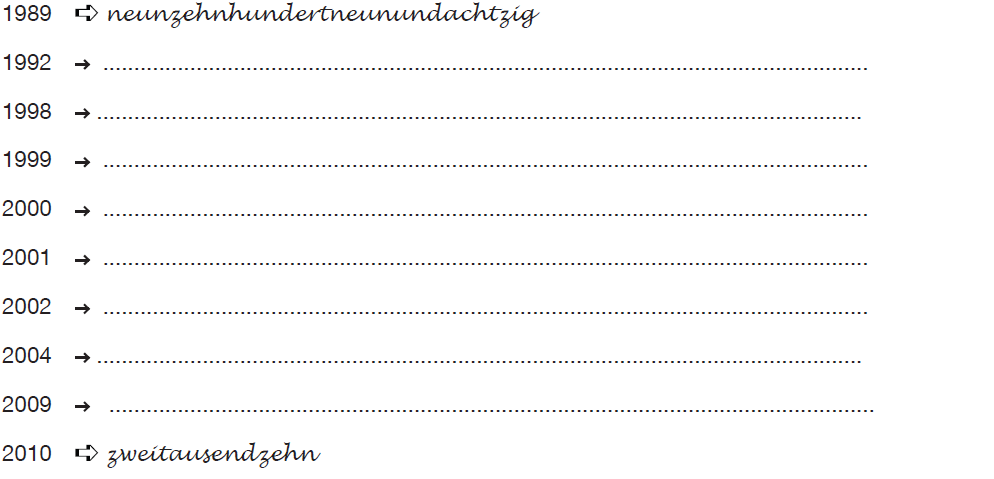 1989 ➪ neunzehnhundertneunundachtzig
1992 → ........................................................................................................................
1998 → ........................................................................................................................
1999 → ........................................................................................................................
2000 → ........................................................................................................................
2001 → ........................................................................................................................
2002 → ........................................................................................................................
2004 → ........................................................................................................................
2009 → ........................................................................................................................
2010 ➪ zweitausendzehn